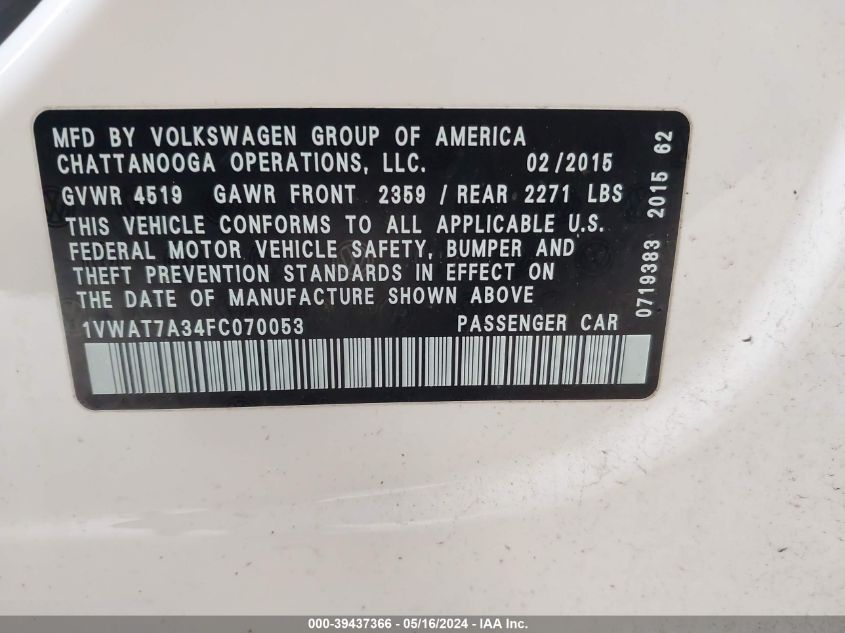 MFD BY VOLKSWAGEN GROUP OF AMERICA
CHATTANOOGA OPERATIONS, LLC. 02/2015
GVWR 4519 GAWR FRONT 2359 / REAR 2271 LBS
THIS VEHICLE CONFORMS TO ALL APPLICABLE U.S.
FEDERAL MOTOR VEHICLE SAFETY, BUMPER AND
THEFT PREVENTION STANDARDS IN EFFECT ON
THE DATE OF MANUFACTURE SHOWN ABOVE
1VWAT7A34FC070053 PASSENGER CAR
0719383 2015 62
000-39437366 - 05/16/2024 - IAA Inc.